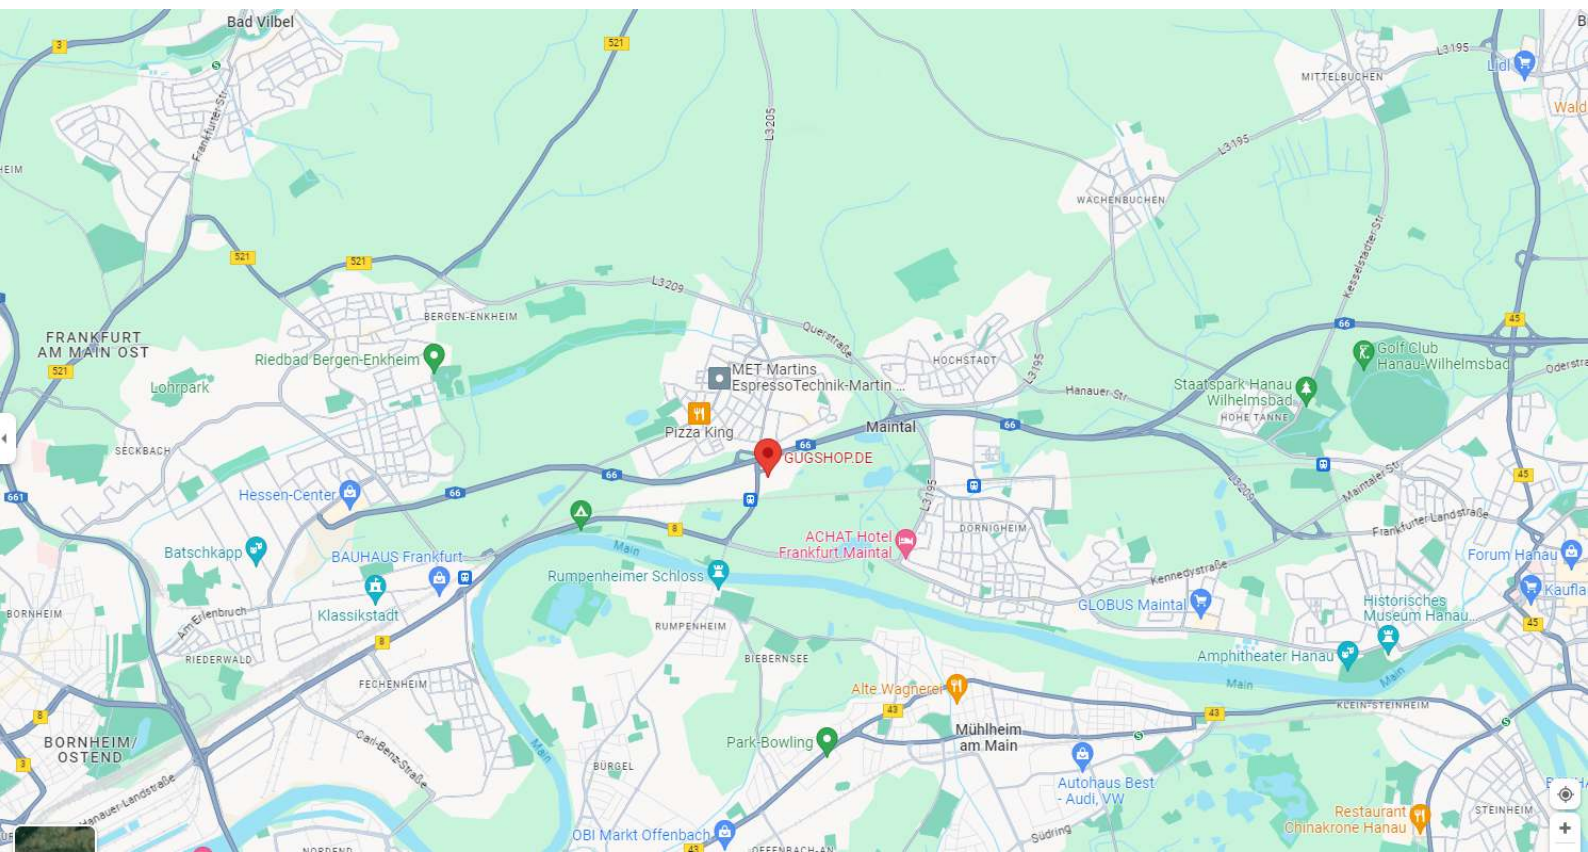 Bad Vilbel
B
3
521
L3195
MITTELBUCHEN
Lidl
Frankfurter Str.
L3205
Wald
L3195
HEIM
WACHENBUCHEN
521
521
L3209
Kesselstädter Str.
BERGEN-ENKHEIM
Querstraße
66
45
FRANKFURT
AM MAIN OST
Riedbad Bergen-Enkheim
521
Lohrpark
MET Martins
EspressoTechnik-Martin ...
HOCHSTADT
L3195
Golf Club
Hanau-Wilhelmsbad
Oderstra
Hanauer Str.
Staatspark Hanau
Wilhelmsbad
HOHE TANNE
Pizza King
Maintal
66
66
SECKBACH
GUGSHOP.DE
66
45
661
Hessen-Center
66
L3195
L3209
Maintaler Str.
DÖRNIGHEIM
Frankfurter Landstraße
8
Main
ACHAT Hotel
Frankfurt Maintal
Batschkapp
BAUHAUS Frankfurt
Rumpenheimer Schloss
Kennedystraße
Forum Hanau
Kaufla
BORNHEIM
Am Erlenbruch
Klassikstadt
GLOBUS Maintal
Historisches
Museum Hanau...
RUMPENHEIM
45
8
RIEDERWALD
BIEBERNSEE
Amphitheater Hanau
FECHENHEIM
Alte Wagnerei
Main
Main
43
43
KLEIN-STEINHEIM
8
BORNHEIM/
OSTEND
Carl-Benz-Straße
Main
Park-Bowling
Mühlheim
am Main
3
BÜRGEL
Autohaus Best
- Audi, VW
Hanauer Landstraße
Restaurant
Chinakrone Hanau
STEINHEIM
OBI Markt Offenbach
Südring
43
NORDEND
OFFENBACH-AN